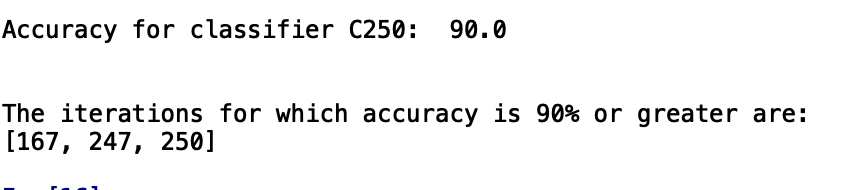 Accuracy for classifier C250:  90.0
The iterations for which accuracy is 90% or greater are:
[167, 247, 250]